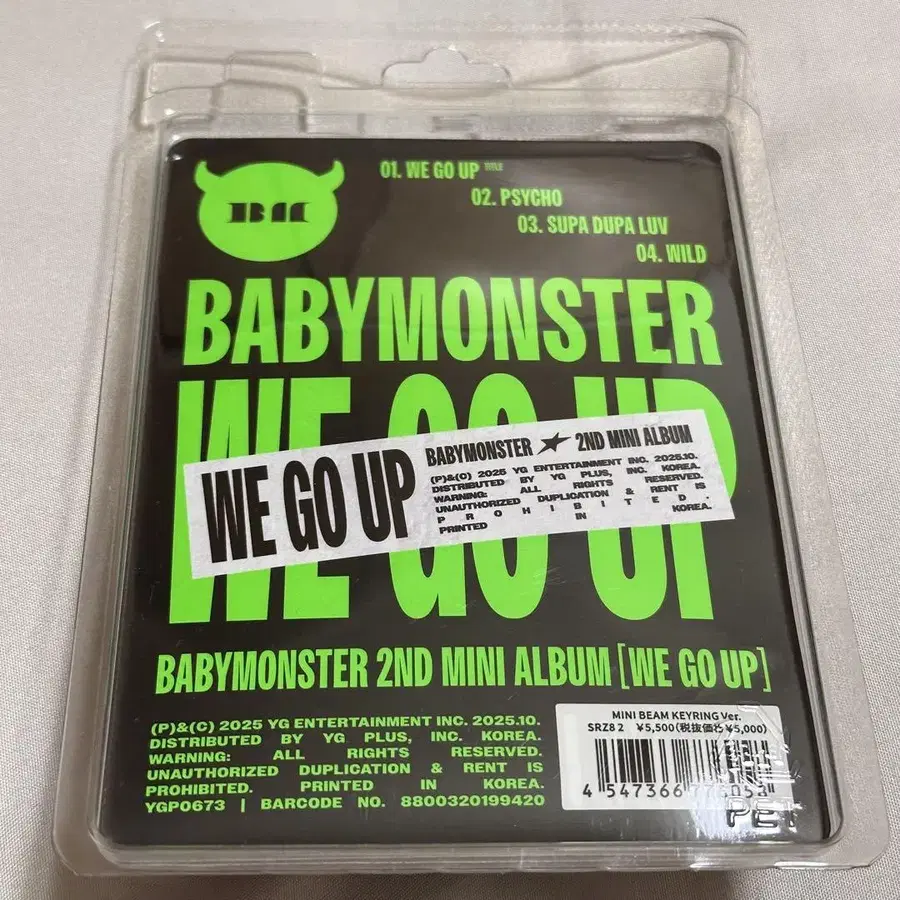 01. WE GO UP TITLE
02. PSYCHO
03. SUPA DUPA LUV
04. WILD
BABYMONSTER
WE GO UP
WE GO UP
BABYMONSTER ★ 2ND MINI ALBUM
(P)&(C) 2025 YG ENTERTAINMENT INC. 2025.10.
DISTRIBUTED BY YG PLUS, INC. KOREA.
WARNING: ALL RIGHTS RESERVED.
UNAUTHORIZED DUPLICATION & RENT IS
PROHIBITED.
PRINTED IN KOREA.
BABYMONSTER 2ND MINI ALBUM [WE GO UP]
(P)&(C) 2025 YG ENTERTAINMENT INC. 2025.10.
DISTRIBUTED BY YG PLUS, INC. KOREA.
WARNING: ALL RIGHTS RESERVED.
UNAUTHORIZED DUPLICATION & RENT IS
PROHIBITED. PRINTED IN KOREA.
YGP0673 | BARCODE NO. 8800320199420
MINI BEAM KEYRING Ver.
SRZ8 2 ¥5,500(税抜価格¥5,000)
4 547366
PET